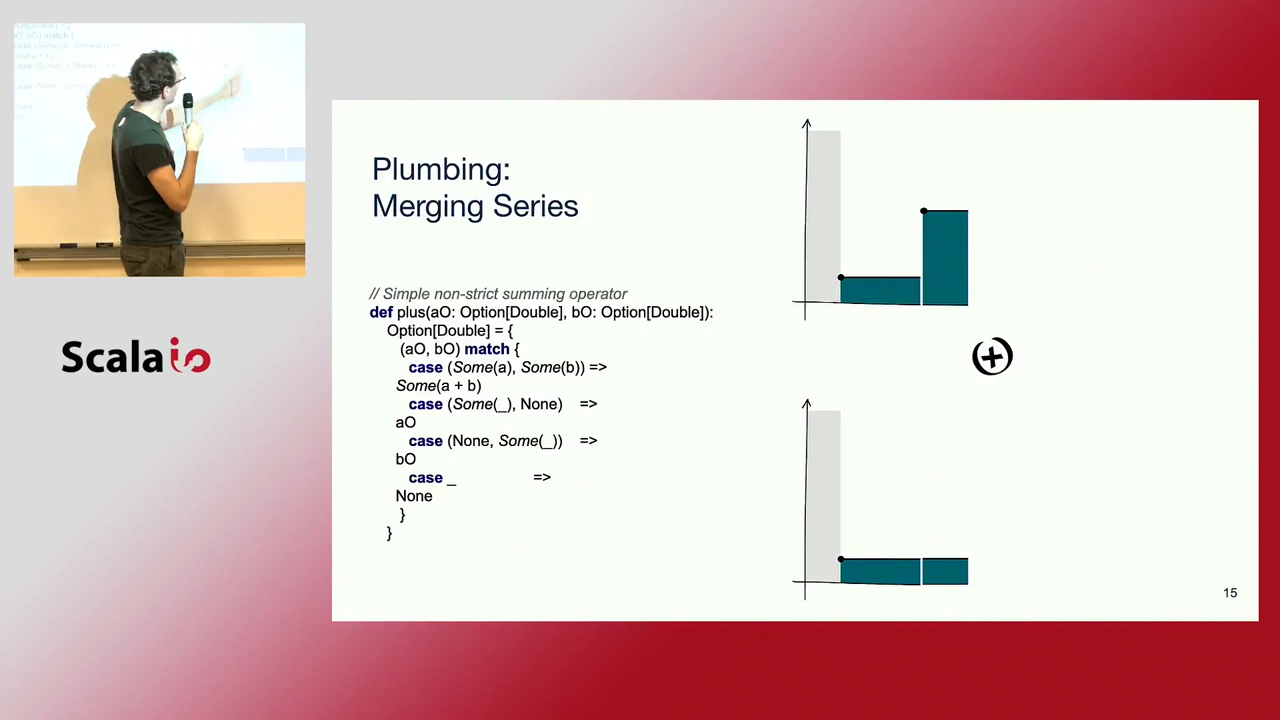 Plumbing:
Merging Series
// Simple non-strict summing operator
def plus(aO: Option[Double], bO: Option[Double]):
Option[Double] = {
(aO, bO) match {
case (Some(a), Some(b)) =>
Some(a + b)
case (Some(_), None) =>
aO
case (None, Some(_)) =>
bO
case _ =>
None
}
}
Scala io
15